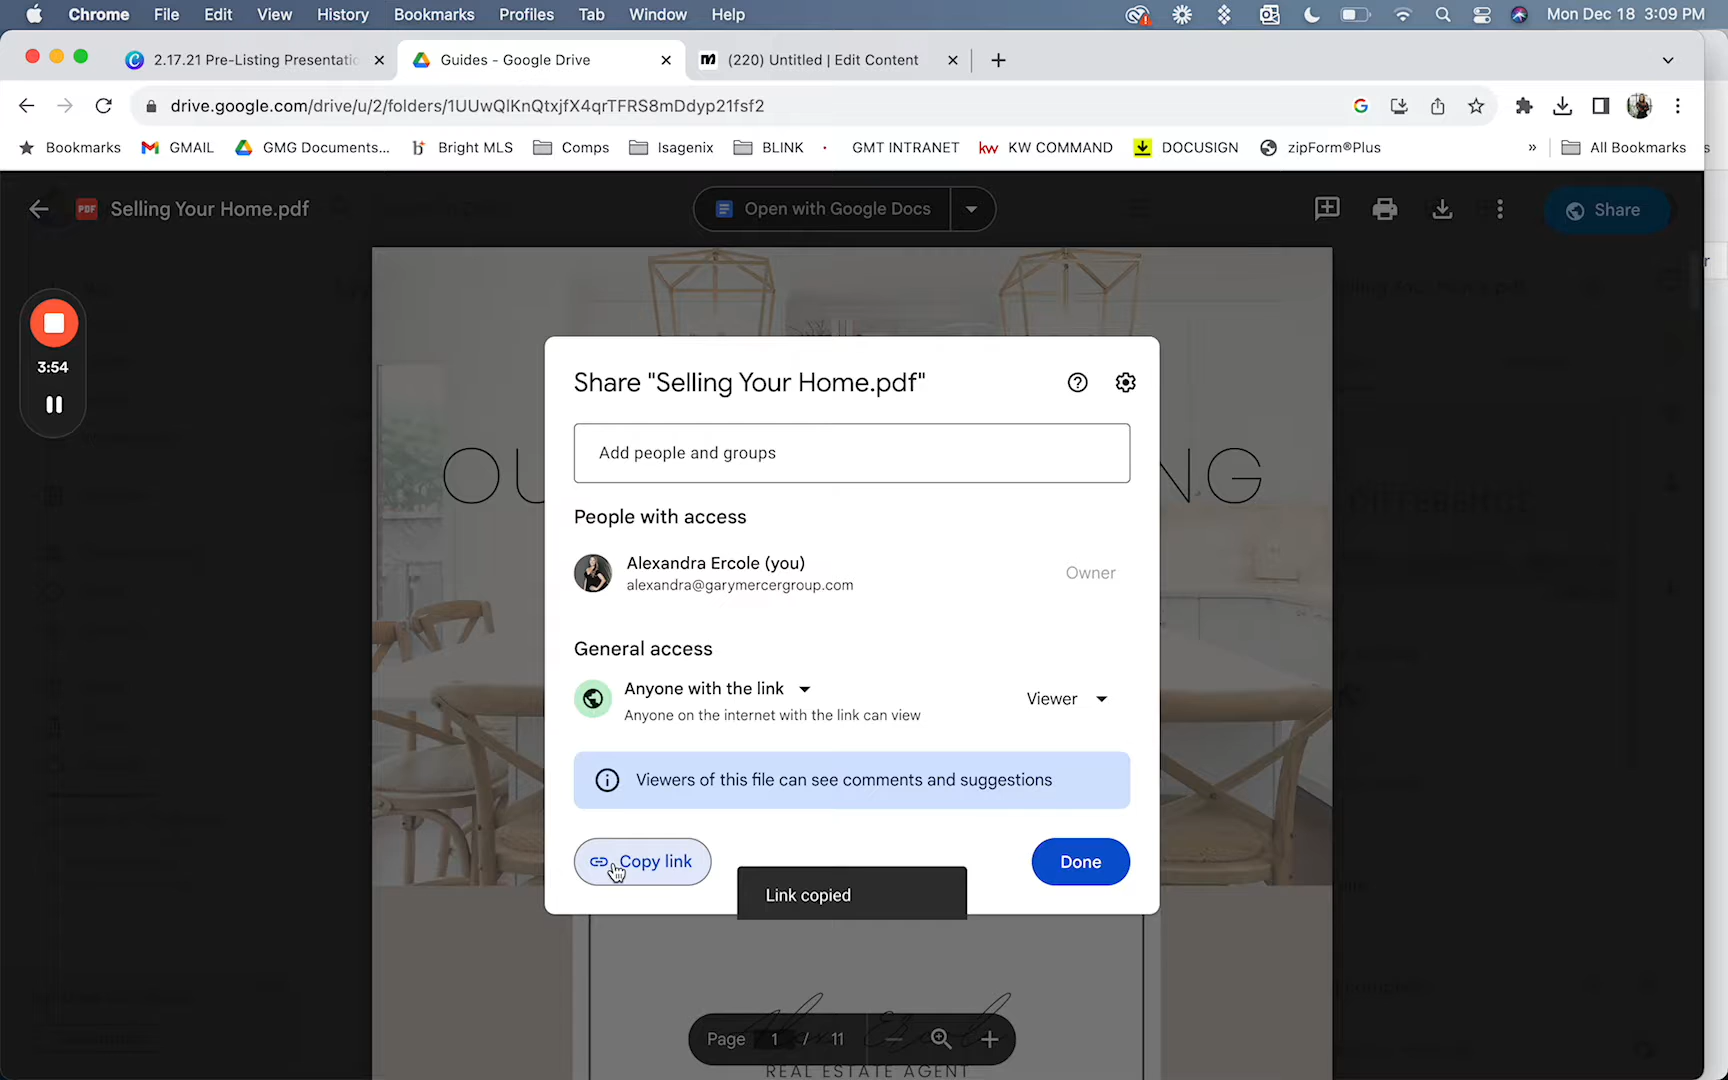 Chrome File Edit View History Bookmarks Profiles Tab Window Help Mon Dec 18 3:09 PM
2.17.21 Pre-Listing Presentatic Guides - Google Drive (220) Untitled | Edit Content
drive.google.com/drive/u/2/folders/1UUwQlKnQtxjfX4qrTFRS8mDdyp21fsf2
Bookmarks GMAIL GMG Documents... Bright MLS Comps Isagenix BLINK GMT INTRANET kw KW COMMAND DOCUSIGN zipForm®Plus » All Bookmarks
PDF Selling Your Home.pdf Open with Google Docs Share
3:54
Share "Selling Your Home.pdf"
Add people and groups
People with access
Alexandra Ercole (you)
alexandra@garymercergroup.com
Owner
General access
Anyone with the link
Anyone on the internet with the link can view
Viewer
Viewers of this file can see comments and suggestions
Copy link
Link copied
Done
Page 1 / 11
REAL ESTATE AGENT